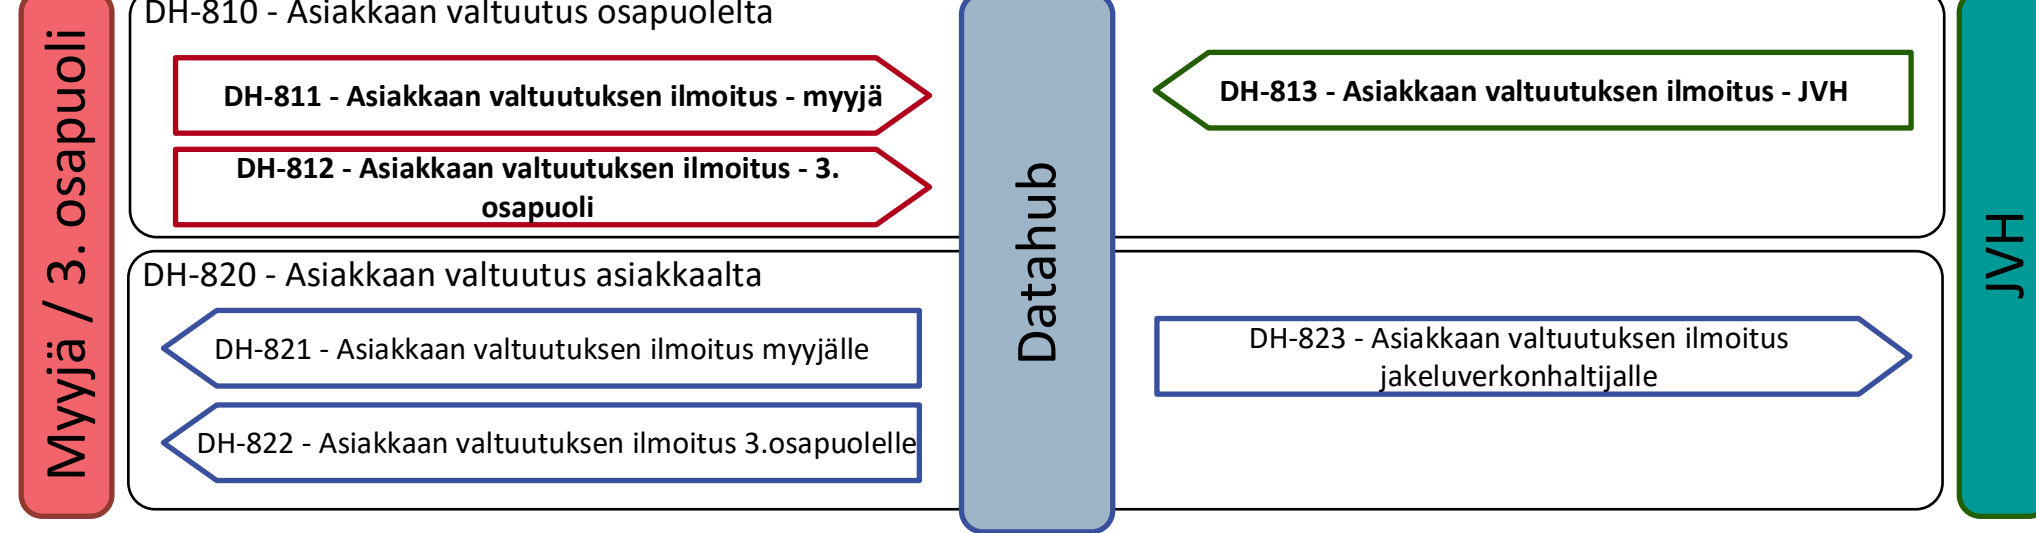 Myyjä / 3. osapuoli
DH-810 - Asiakkaan valtuutus osapuolelta
DH-811 - Asiakkaan valtuutuksen ilmoitus - myyjä
DH-812 - Asiakkaan valtuutuksen ilmoitus - 3.
osapuoli
DH-813 - Asiakkaan valtuutuksen ilmoitus - JVH
Datahub
JVH
DH-820 - Asiakkaan valtuutus asiakkaalta
DH-821 - Asiakkaan valtuutuksen ilmoitus myyjälle
DH-822 - Asiakkaan valtuutuksen ilmoitus 3.osapuolelle
DH-823 - Asiakkaan valtuutuksen ilmoitus
jakeluverkonhaltijalle